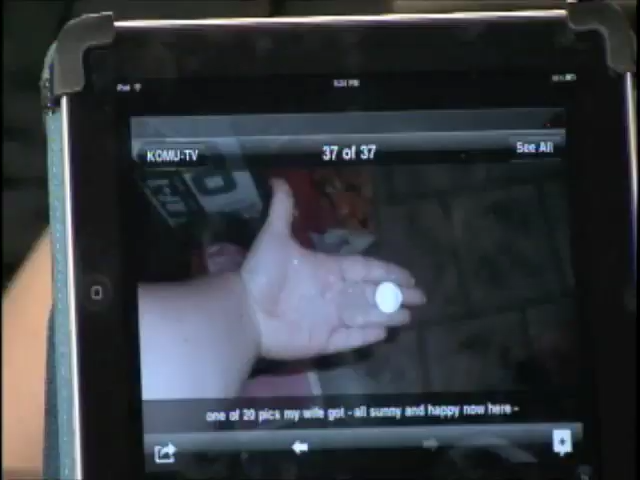 KOMU-TV
37 of 37
See All
one of 20 pics my wife got - all sunny and happy now here -